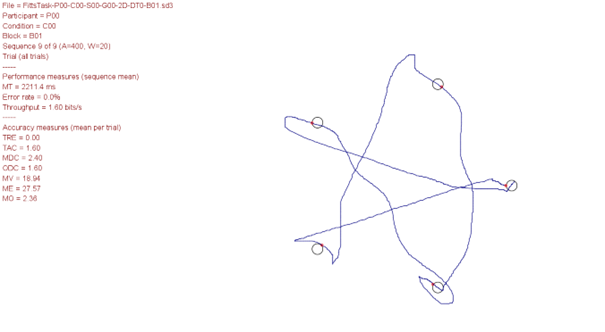 File = FittsTask-P00-C00-S00-G00-2D-DT0-B01.sd3
Participant = P00
Condition = C00
Block = B01
Sequence 9 of 9 (A=400, W=20)
Trial (all trials)
-----
Performance measures (sequence mean)
MT = 2211.4 ms
Error rate = 0.0%
Throughput = 1.60 bits/s
-----
Accuracy measures (mean per trial)
TRE = 0.00
TAC = 1.60
MDC = 2.40
ODC = 1.60
MV = 18.94
ME = 27.57
MO = 2.36